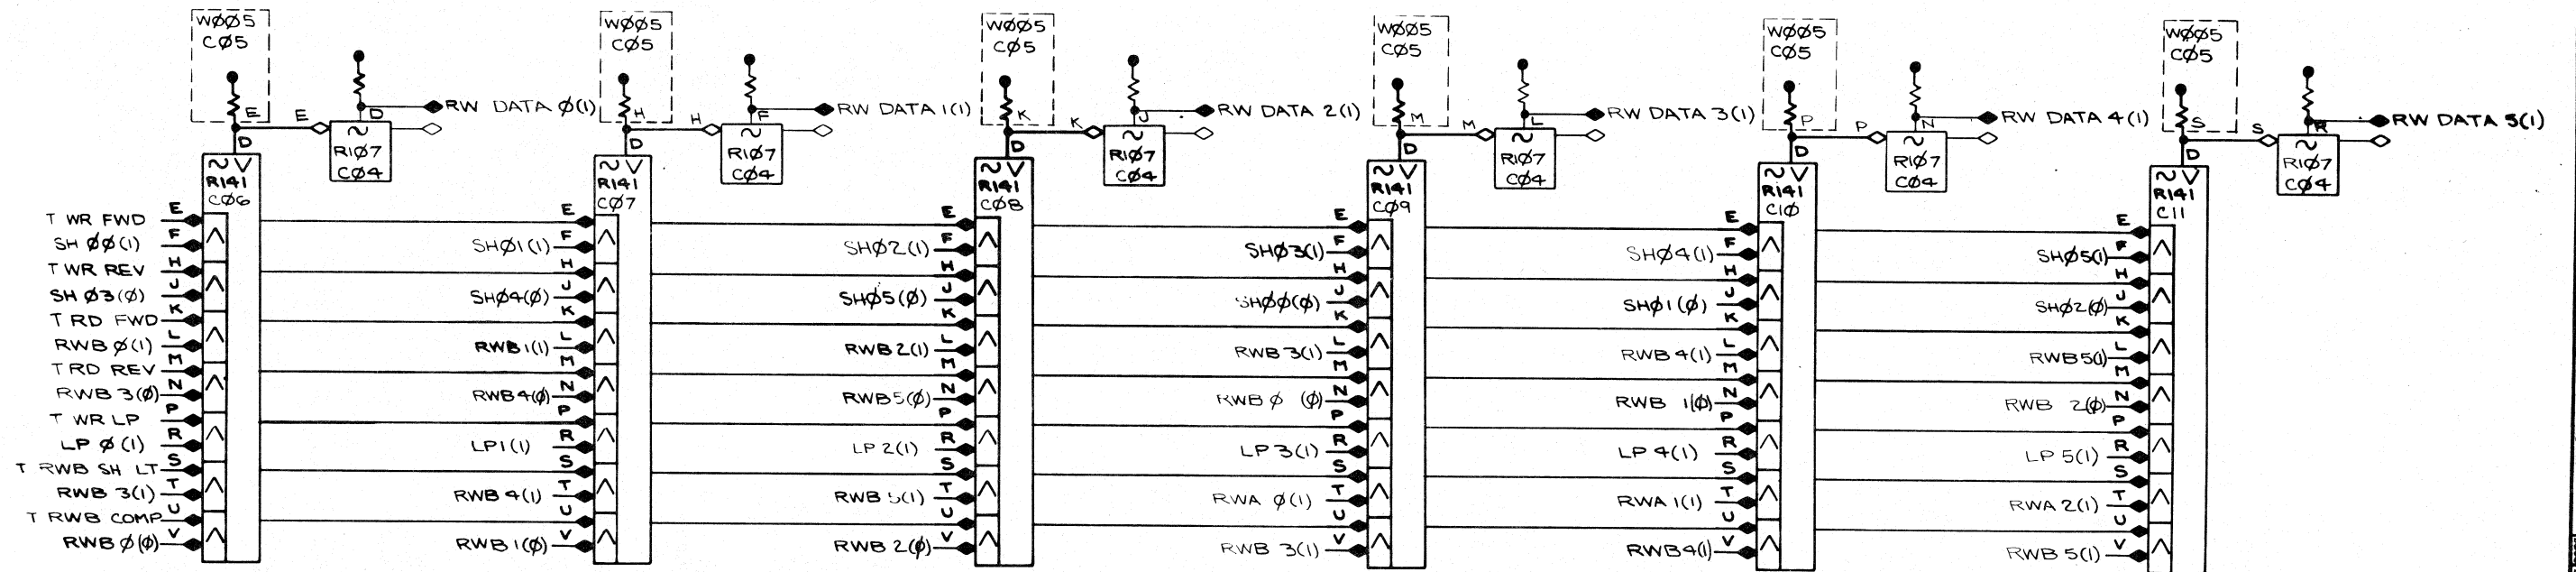 WØØ5
CØ5
E
E
D
RW DATA Ø(1)
D
R1Ø7
CØ4
R141
CØ6
T WR FWD E
SH ØØ(1) F
T WR REV H
SH Ø3(Ø) J
T RD FWD K
RWB Ø(1) L
T RD REV M
RWB 3(Ø) N
T WR LP P
LP Ø(1) R
T RWB SH LT S
RWB 3(1) T
T RWB COMP U
RWB Ø(Ø) V
WØØ5
CØ5
H
H
F
RW DATA 1(1)
D
R1Ø7
CØ4
R141
CØ7
E
SHØ1(1) F
H
SHØ4(Ø) J
K
RWB1(1) L
M
RWB4(Ø) N
P
LP1(1) R
S
RWB 4(1) T
U
RWB1(Ø) V
WØØ5
CØ5
K
K
J
RW DATA 2(1)
D
R1Ø7
CØ4
R141
CØ8
E
SHØ2(1) F
H
SHØ5(Ø) J
K
RWB 2(1) L
M
RWB5(Ø) N
P
LP 2(1) R
S
RWB 5(1) T
U
RWB 2(Ø) V
WØØ5
CØ5
M
M
L
RW DATA 3(1)
D
R1Ø7
CØ4
R141
CØ9
E
SHØ3(1) F
H
SHØØ(Ø) J
K
RWB 3(1) L
M
RWB Ø (Ø) N
P
LP 3(1) R
S
RWA Ø(1) T
U
RWB 3(1) V
WØØ5
CØ5
P
P
N
RW DATA 4(1)
D
R1Ø7
CØ4
R141
C1Ø
E
SHØ4(1) F
H
SHØ1(Ø) J
K
RWB 4(1) L
M
RWB 1(Ø) N
P
LP 4(1) R
S
RWA 1(1) T
U
RWB4(1) V
WØØ5
CØ5
S
S
R
RW DATA 5(1)
D
R1Ø7
CØ4
R141
C11
E
SHØ5(1) F
H
SHØ2(Ø) J
K
RWB5(1) L
M
RWB 2(Ø) N
P
LP 5(1) R
S
RWA 2(1) T
U
RWB 5(1) V